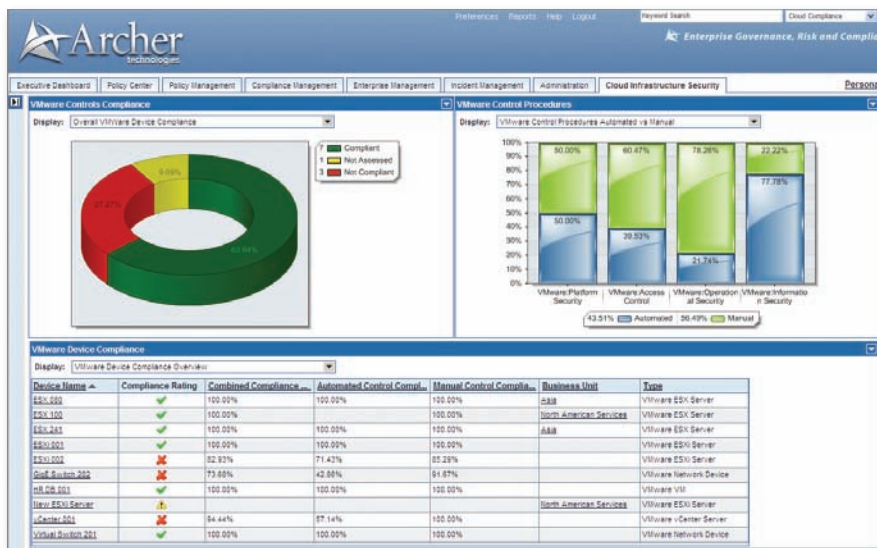 Preferences Reports Help Logout Keyword Search Cloud Compliance
Archer
technologies
Enterprise Governance, Risk and Complia
Executive Dashboard Policy Center Policy Management Compliance Management Enterprise Management Incident Management Administration Cloud Infrastructure Security Persona
VMware Controls Compliance
Display: Overall VMWare Device Compliance
7 Compliant
1 Not Assessed
3 Not Compliant
9.09%
VMware Control Procedures
Display: VMware Control Procedures Automated vs Manual
100%
90%
80%
70%
60%
50%
40%
30%
20%
10%
0%
50.00% 60.47% 78.26% 22.22%
50.00% 39.53% 21.74% 77.78%
VMware:Platform Security
VMware:Access Control
VMware:Operation al Security
VMware:Informatio n Security
43.51% Automated 56.49% Manual
VMware Device Compliance
Display: VMware Device Compliance Overview
Device Name Compliance Rating Combined Compliance ... Automated Control Compl... Manual Control Complia... Business Unit Type
ESX 080 100.00% 100.00% 100.00% Asia VMware ESX Server
ESX 100 100.00% 100.00% North American Services VMware ESX Server
ESX 241 100.00% 100.00% 100.00% Asia VMware ESX Server
ESXi 001 100.00% 100.00% 100.00% VMware ESXi Server
ESXi 002 82.93% 71.43% 85.29% VMware ESXi Server
GigE Switch 202 73.68% 42.86% 91.67% VMware Network Device
HR DB 001 100.00% 100.00% 100.00% VMware VM
New ESXi Server North American Services VMware ESXi Server
vCenter 001 57.14% 100.00% VMware vCenter Server
Virtual Switch 201 100.00% 100.00% 100.00% VMware Network Device